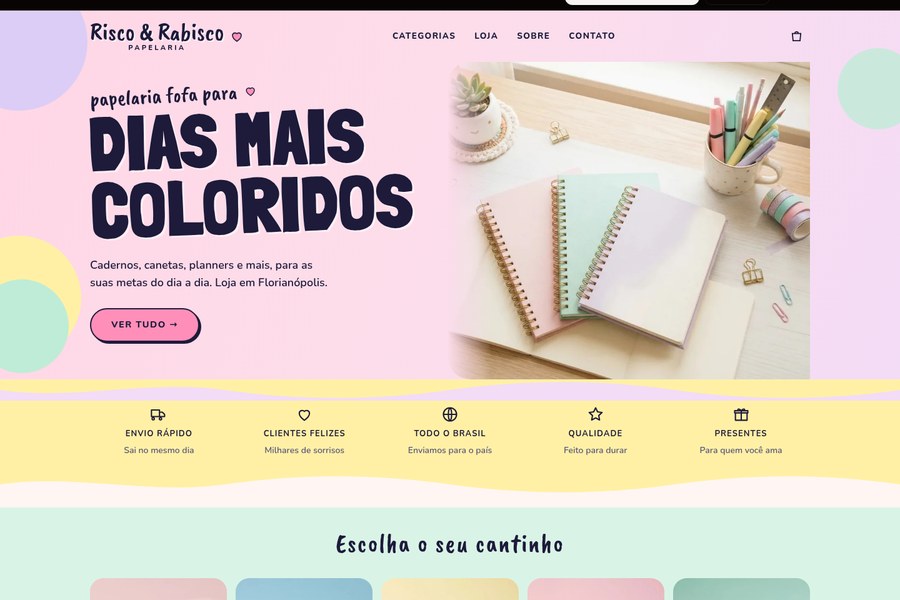 Risco & Rabisco
PAPELARIA
CATEGORIAS LOJA SOBRE CONTATO
papelaria fofa para
DIAS MAIS
COLORIDOS
Cadernos, canetas, planners e mais, para as
suas metas do dia a dia. Loja em Florianópolis.
VER TUDO →
ENVIO RÁPIDO
Sai no mesmo dia
CLIENTES FELIZES
Milhares de sorrisos
TODO O BRASIL
Enviamos para o país
QUALIDADE
Feito para durar
PRESENTES
Para quem você ama
Escolha o seu cantinho